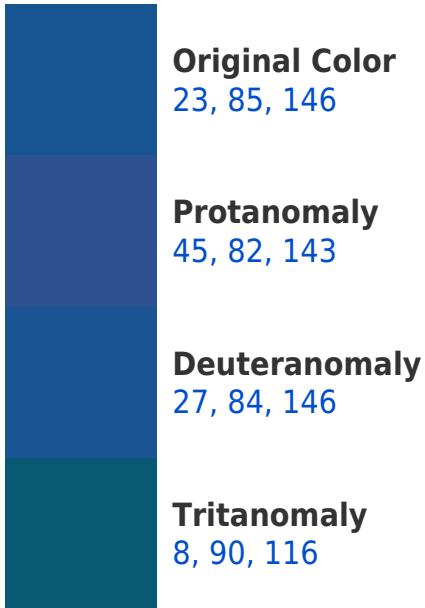 Original Color
23, 85, 146
Protanomaly
45, 82, 143
Deuteranomaly
27, 84, 146
Tritanomaly
8, 90, 116